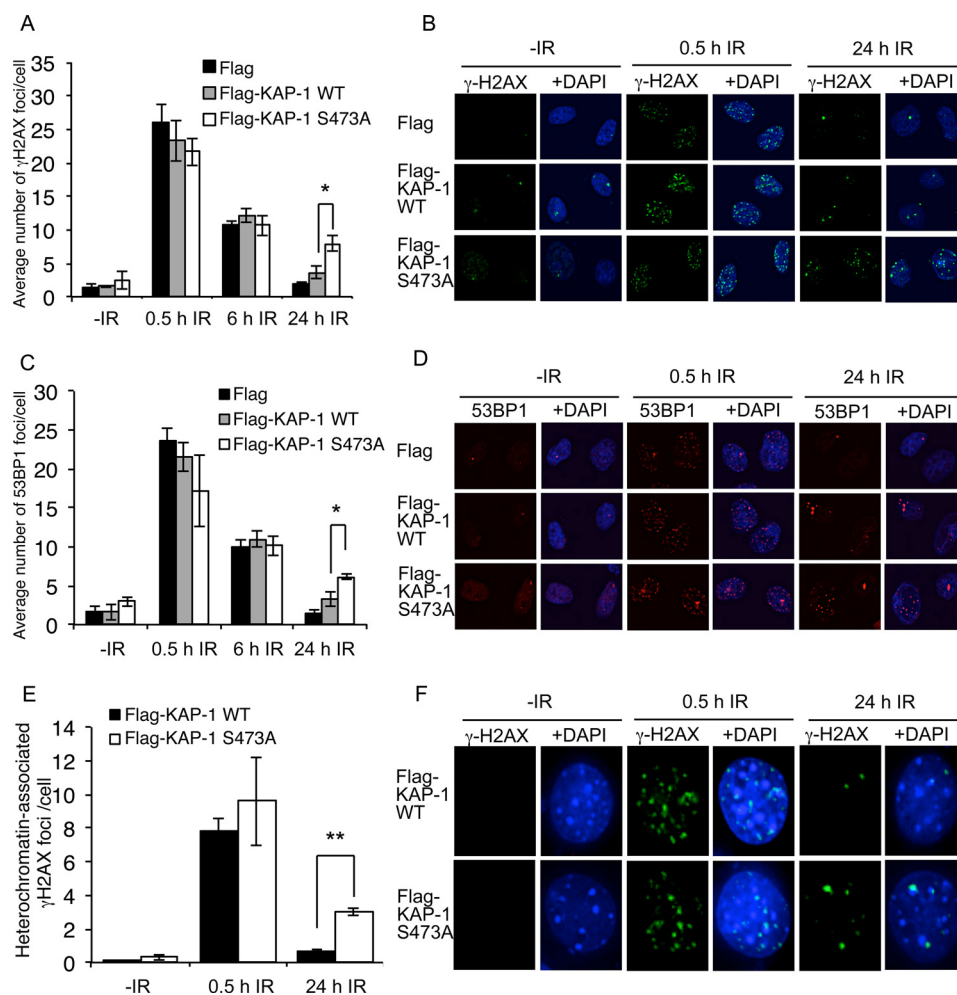 A
Average number of γH2AX foci/cell
35
30
25
20
15
10
5
0
Flag
Flag-KAP-1 WT
Flag-KAP-1 S473A
*
-IR
0.5 h IR
6 h IR
24 h IR
B
-IR
0.5 h IR
24 h IR
γ-H2AX
+DAPI
γ-H2AX
+DAPI
γ-H2AX
+DAPI
Flag
Flag-
KAP-1
WT
Flag-
KAP-1
S473A
C
Average number of 53BP1 foci/cell
30
25
20
15
10
5
0
Flag
Flag-KAP-1 WT
Flag-KAP-1 S473A
*
-IR
0.5 h IR
6 h IR
24 h IR
D
-IR
0.5 h IR
24 h IR
53BP1
+DAPI
53BP1
+DAPI
53BP1
+DAPI
Flag
Flag-
KAP-1
WT
Flag-
KAP-1
S473A
E
Heterochromatin-associated
γH2AX foci /cell
14
12
10
8
6
4
2
0
Flag-KAP-1 WT
Flag-KAP-1 S473A
**
-IR
0.5 h IR
24 h IR
F
-IR
0.5 h IR
24 h IR
γ-H2AX
+DAPI
γ-H2AX
+DAPI
γ-H2AX
+DAPI
Flag-
KAP-1
WT
Flag-
KAP-1
S473A